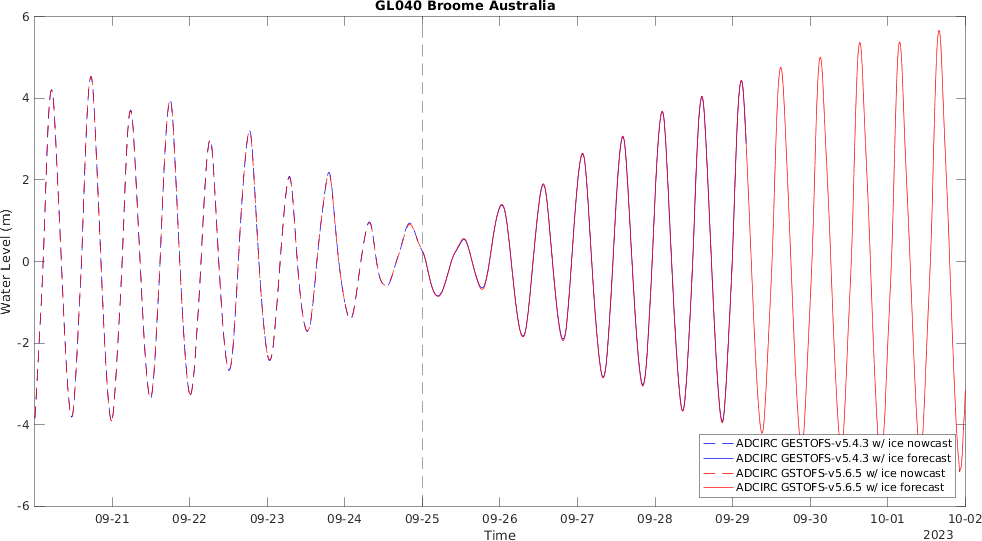 GL040 Broome Australia
Water Level (m)
6
4
2
0
-2
-4
-6
ADCIRC GESTOFS-v5.4.3 w/ ice nowcast
ADCIRC GESTOFS-v5.4.3 w/ ice forecast
ADCIRC GSTOFS-v5.6.5 w/ ice nowcast
ADCIRC GSTOFS-v5.6.5 w/ ice forecast
09-21 09-22 09-23 09-24 09-25 09-26 09-27 09-28 09-29 09-30 10-01 10-02
Time
2023